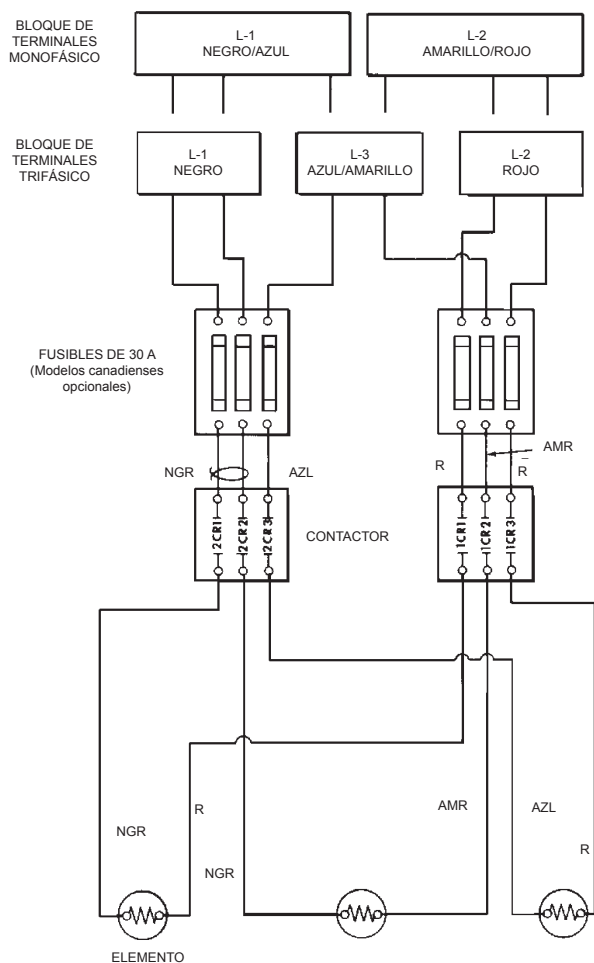 BLOQUE DE
TERMINALES
MONOFÁSICO
L-1
NEGRO/AZUL
L-2
AMARILLO/ROJO
BLOQUE DE
TERMINALES
TRIFÁSICO
L-1
NEGRO
L-3
AZUL/AMARILLO
L-2
ROJO
FUSIBLES DE 30 A
(Modelos canadienses
opcionales)
NGR
AZL
R
R
AMR
2CR1
2CR2
2CR3
CONTACTOR
1CR1
1CR2
1CR3
NGR
R
NGR
AMR
AZL
R
ELEMENTO